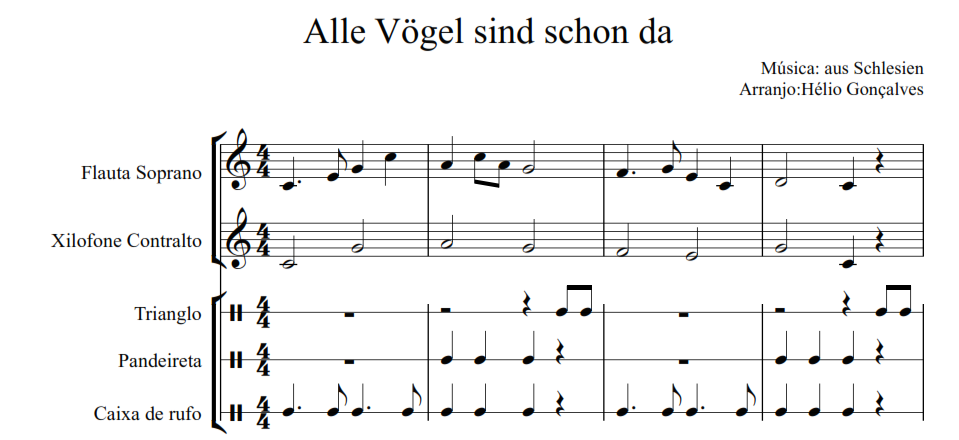 Alle Vögel sind schon da
Música: aus Schlesien
Arranjo:Hélio Gonçalves
Flauta Soprano
Xilofone Contralto
Trianglo
Pandeireta
Caixa de rufo